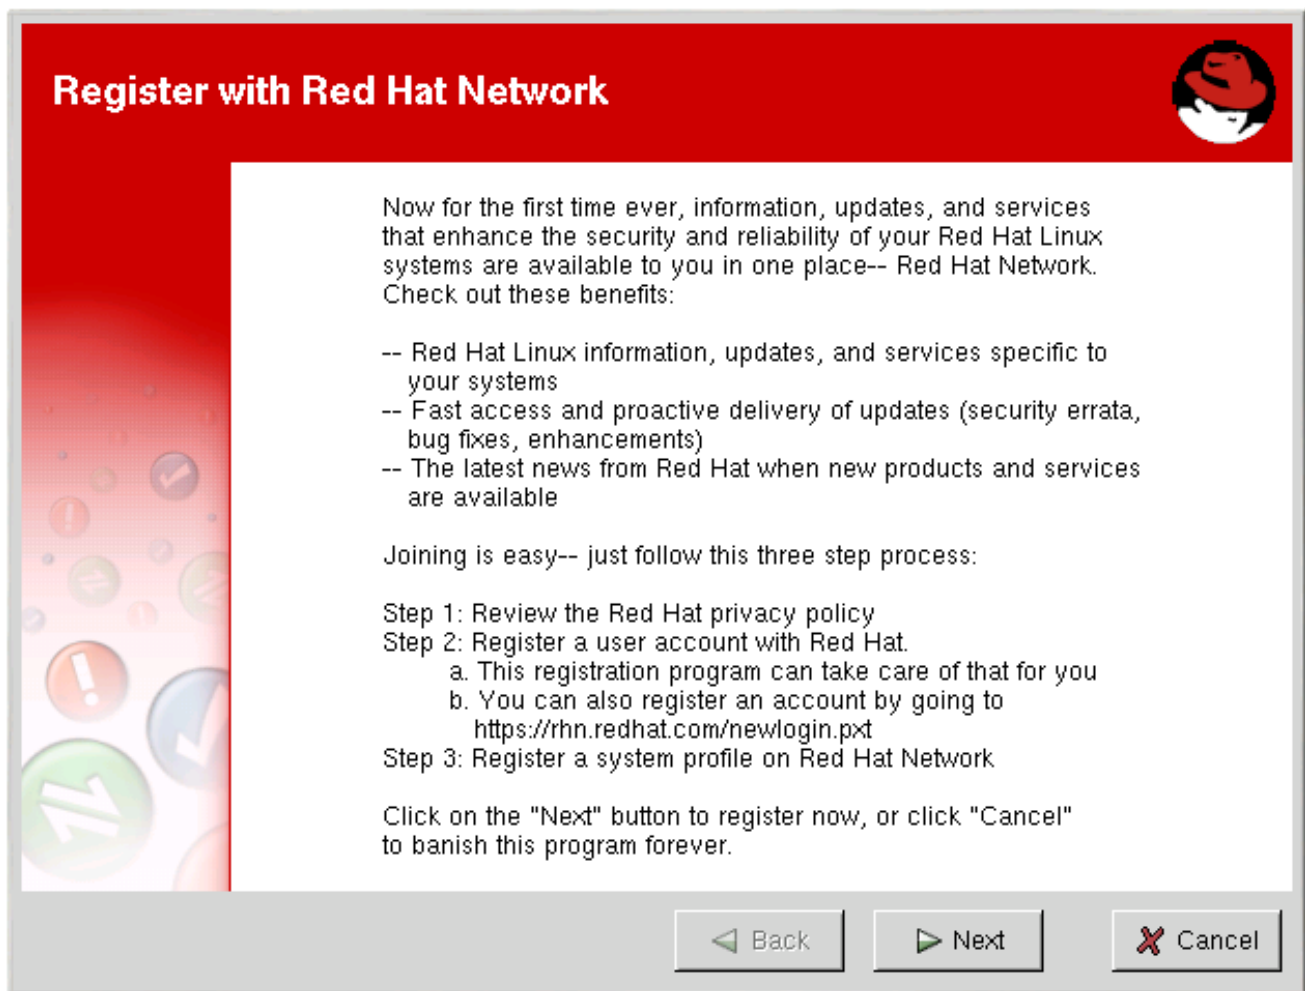 Register with Red Hat Network
Now for the first time ever, information, updates, and services
that enhance the security and reliability of your Red Hat Linux
systems are available to you in one place-- Red Hat Network.
Check out these benefits:
-- Red Hat Linux information, updates, and services specific to
your systems
-- Fast access and proactive delivery of updates (security errata,
bug fixes, enhancements)
-- The latest news from Red Hat when new products and services
are available
Joining is easy-- just follow this three step process:
Step 1: Review the Red Hat privacy policy
Step 2: Register a user account with Red Hat.
a. This registration program can take care of that for you
b. You can also register an account by going to
https://rhn.redhat.com/newlogin.pxt
Step 3: Register a system profile on Red Hat Network
Click on the "Next" button to register now, or click "Cancel"
to banish this program forever.
Back
Next
Cancel